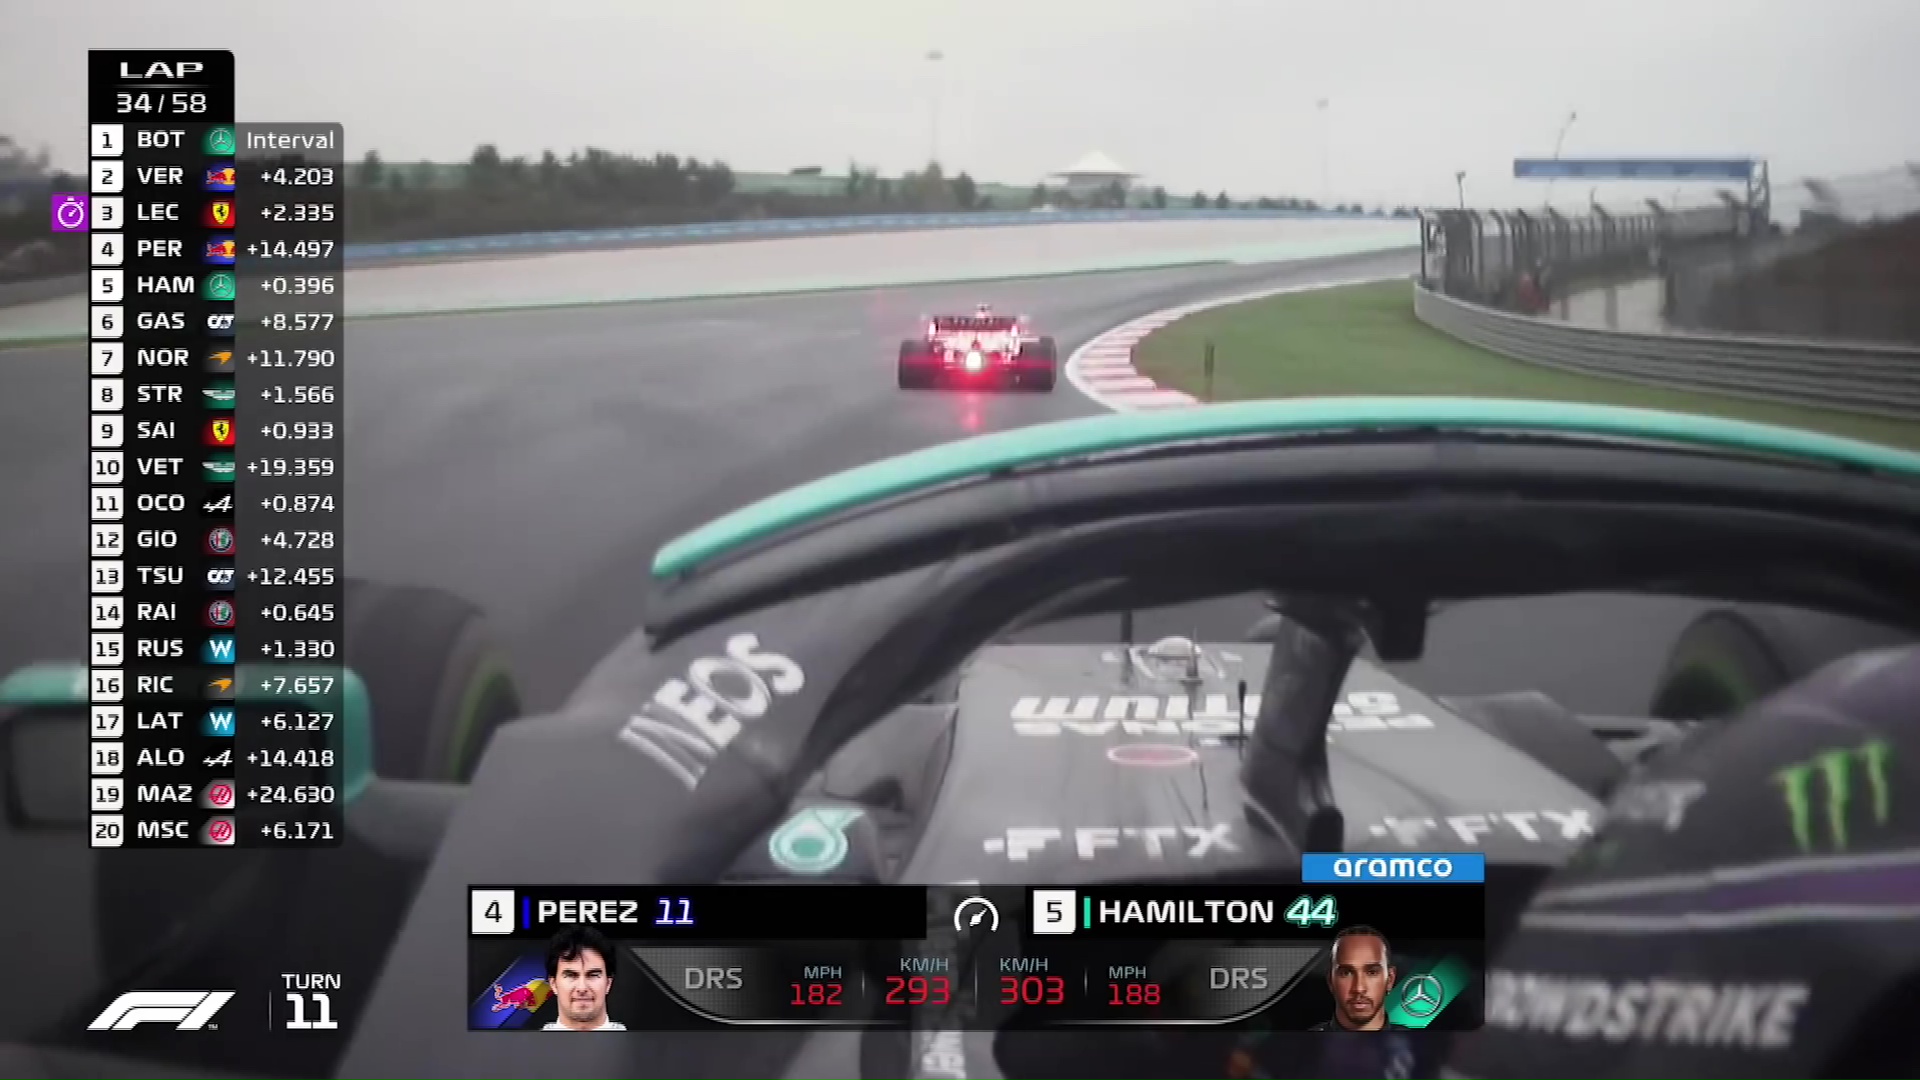 LAP
34/58
1 BOT Interval
2 VER +4.203
3 LEC +2.335
4 PER +14.497
5 HAM +0.396
6 GAS +8.577
7 NOR +11.790
8 STR +1.566
9 SAI +0.933
10 VET +19.359
11 OCO +0.874
12 GIO +4.728
13 TSU +12.455
14 RAI +0.645
15 RUS W +1.330
16 RIC +7.657
17 LAT W +6.127
18 ALO +14.418
19 MAZ +24.630
20 MSC +6.171
INEOS
FTX
FTX
aramco
4 PEREZ 11
5 HAMILTON 44
DRS MPH 182 KM/H 293
KM/H 303 MPH 188 DRS
F1
TURN
11